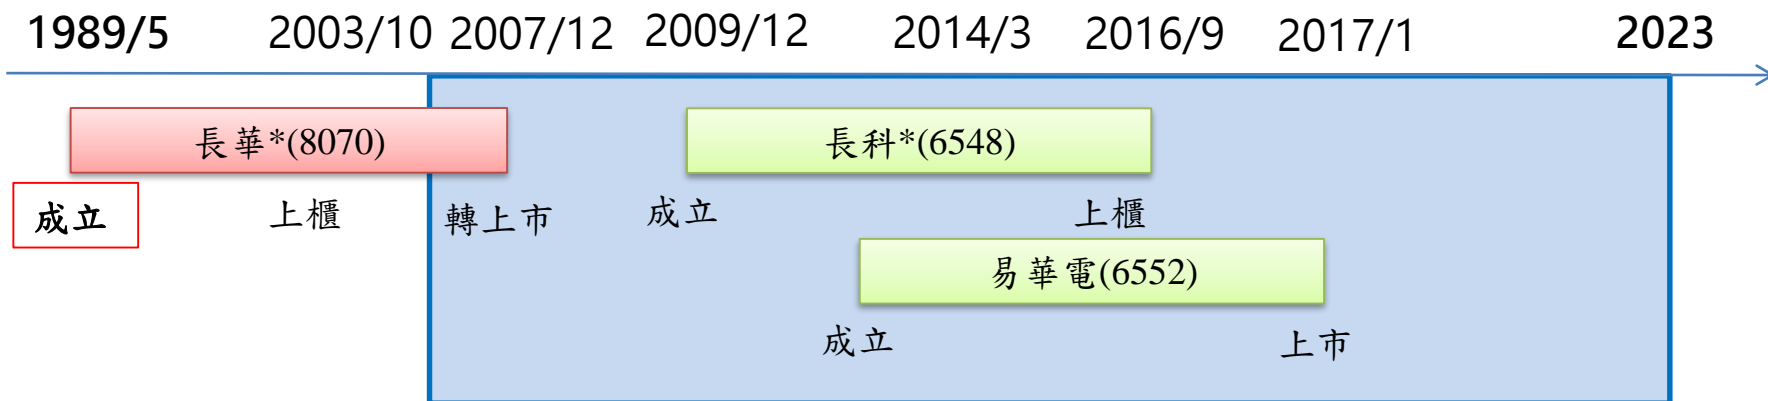 1989/5 2003/10 2007/12 2009/12 2014/3 2016/9 2017/1 2023
長華*(8070) 長科*(6548)
成立 上櫃 轉上市 成立 上櫃
易華電(6552)
成立 上市